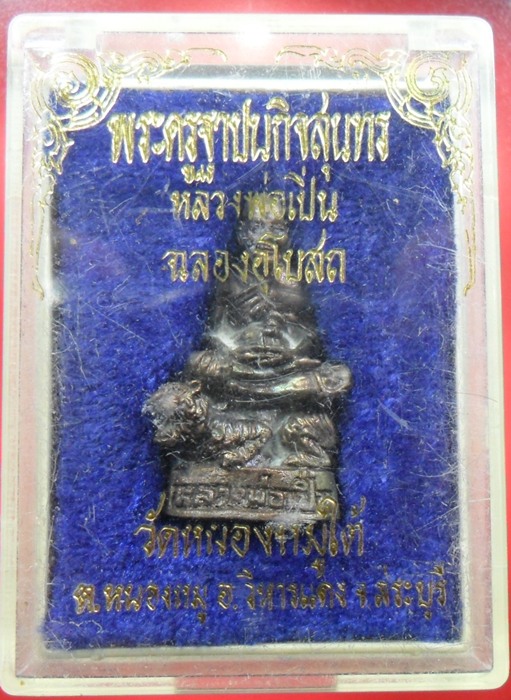 พระครูฐาปนกิจสุนทร
หลวงพ่อเปิ่น
ฉลองอุโบสถ
หลวงพ่อเปิ่
วัดหนองหมูใต้
ต.หนองหมู อ.วิหารแดง จ.สระบุรี